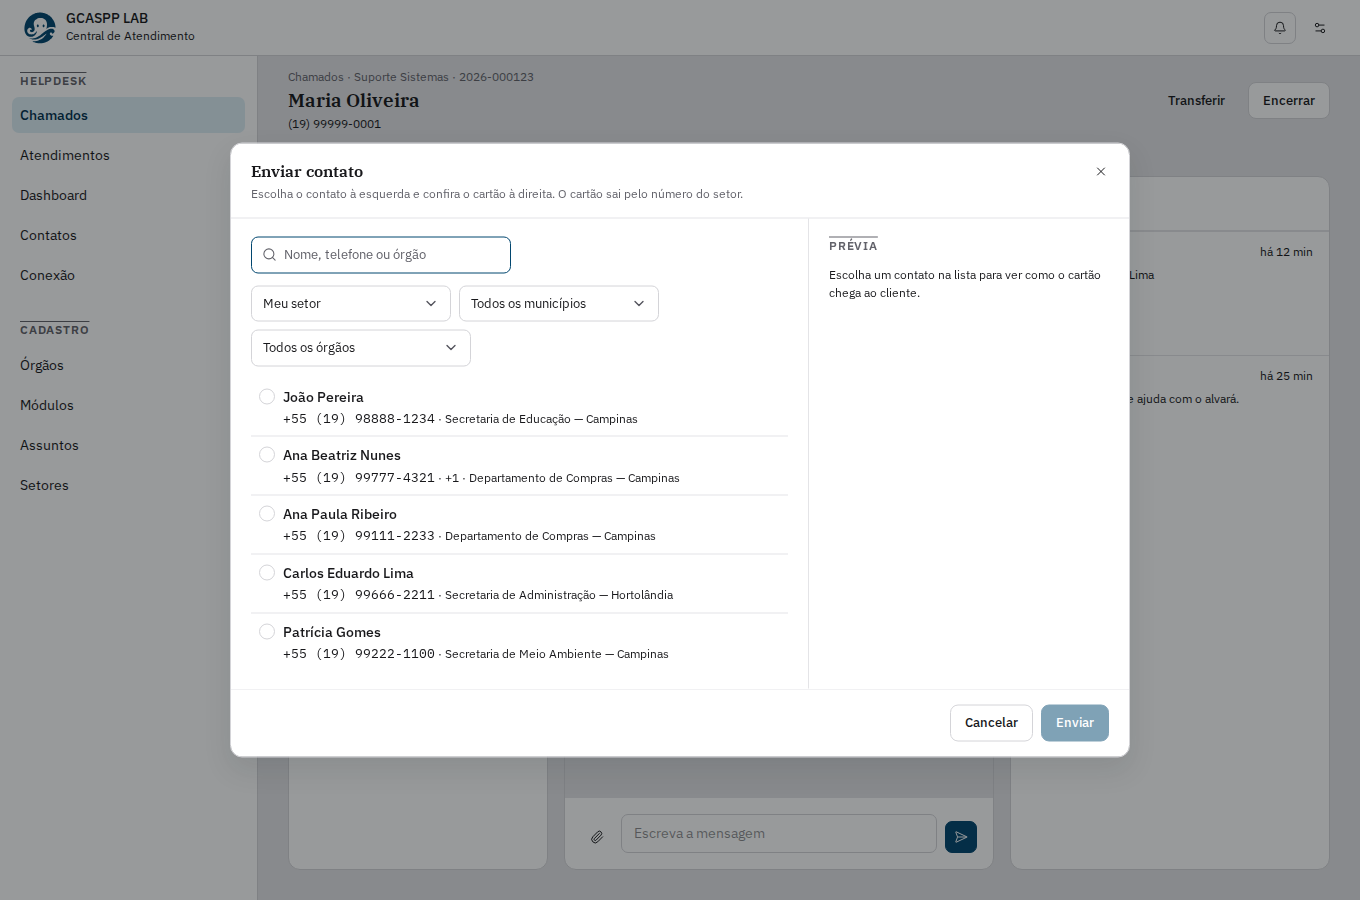 GCASPP LAB
Central de Atendimento
HELPDESK
Chamados
Atendimentos
Dashboard
Contatos
Conexão
CADASTRO
Órgãos
Módulos
Assuntos
Setores
Chamados · Suporte Sistemas · 2026-000123
Maria Oliveira
(19) 99999-0001
Transferir
Encerrar
Enviar contato
Escolha o contato à esquerda e confira o cartão à direita. O cartão sai pelo número do setor.
Nome, telefone ou órgão
Meu setor
Todos os municípios
Todos os órgãos
João Pereira
+55 (19) 98888-1234 · Secretaria de Educação — Campinas
Ana Beatriz Nunes
+55 (19) 99777-4321 · +1 · Departamento de Compras — Campinas
Ana Paula Ribeiro
+55 (19) 99111-2233 · Departamento de Compras — Campinas
Carlos Eduardo Lima
+55 (19) 99666-2211 · Secretaria de Administração — Hortolândia
Patrícia Gomes
+55 (19) 99222-1100 · Secretaria de Meio Ambiente — Campinas
PRÉVIA
Escolha um contato na lista para ver como o cartão
chega ao cliente.
Cancelar
Enviar
há 12 min
Lima
há 25 min
e ajuda com o alvará.
Escreva a mensagem